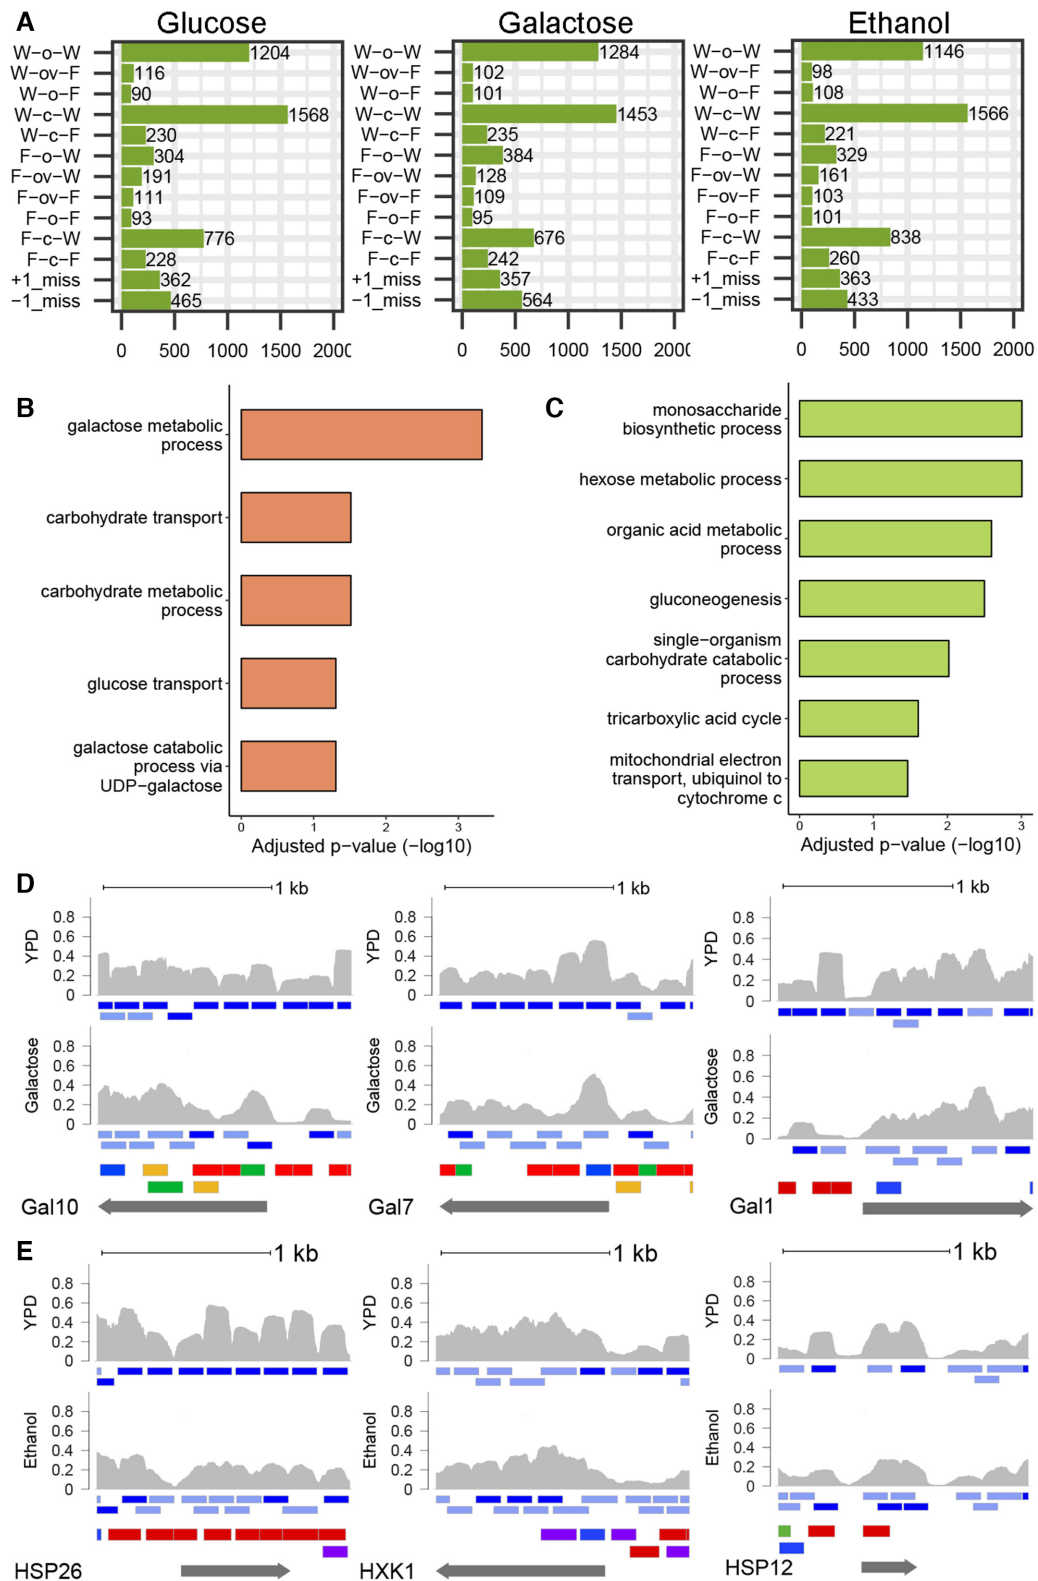 A
Glucose
W-o-W 1204
W-ov-F 116
W-o-F 90
W-c-W 1568
W-c-F 230
F-o-W 304
F-ov-W 191
F-ov-F 111
F-o-F 93
F-c-W 776
F-c-F 228
+1_miss 362
-1_miss 465
0 500 1000 1500 2000
Galactose
W-o-W 1284
W-ov-F 102
W-o-F 101
W-c-W 1453
W-c-F 235
F-o-W 384
F-ov-W 128
F-ov-F 109
F-o-F 95
F-c-W 676
F-c-F 242
+1_miss 357
-1_miss 564
0 500 1000 1500 2000
Ethanol
W-o-W 1146
W-ov-F 98
W-o-F 108
W-c-W 1566
W-c-F 221
F-o-W 329
F-ov-W 161
F-ov-F 103
F-o-F 101
F-c-W 838
F-c-F 260
+1_miss 363
-1_miss 433
0 500 1000 1500 2000
B
galactose metabolic
process
carbohydrate transport
carbohydrate metabolic
process
glucose transport
galactose catabolic
process via
UDP-galactose
0 1 2 3
Adjusted p-value (-log10)
C
monosaccharide
biosynthetic process
hexose metabolic process
organic acid metabolic
process
gluconeogenesis
single-organism
carbohydrate catabolic
process
tricarboxylic acid cycle
mitochondrial electron
transport, ubiquinol to
cytochrome c
0 1 2 3
Adjusted p-value (-log10)
D
1 kb
YPD
0.8
0.6
0.4
0.2
0
Galactose
0.8
0.6
0.4
0.2
0
Gal10
1 kb
YPD
0.8
0.6
0.4
0.2
0
Galactose
0.8
0.6
0.4
0.2
0
Gal7
1 kb
YPD
0.8
0.6
0.4
0.2
0
Galactose
0.8
0.6
0.4
0.2
0
Gal1
E
1 kb
YPD
0.8
0.6
0.4
0.2
0
Ethanol
0.8
0.6
0.4
0.2
0
HSP26
1 kb
YPD
0.8
0.6
0.4
0.2
0
Ethanol
0.8
0.6
0.4
0.2
0
HXK1
1 kb
YPD
0.8
0.6
0.4
0.2
0
Ethanol
0.8
0.6
0.4
0.2
0
HSP12